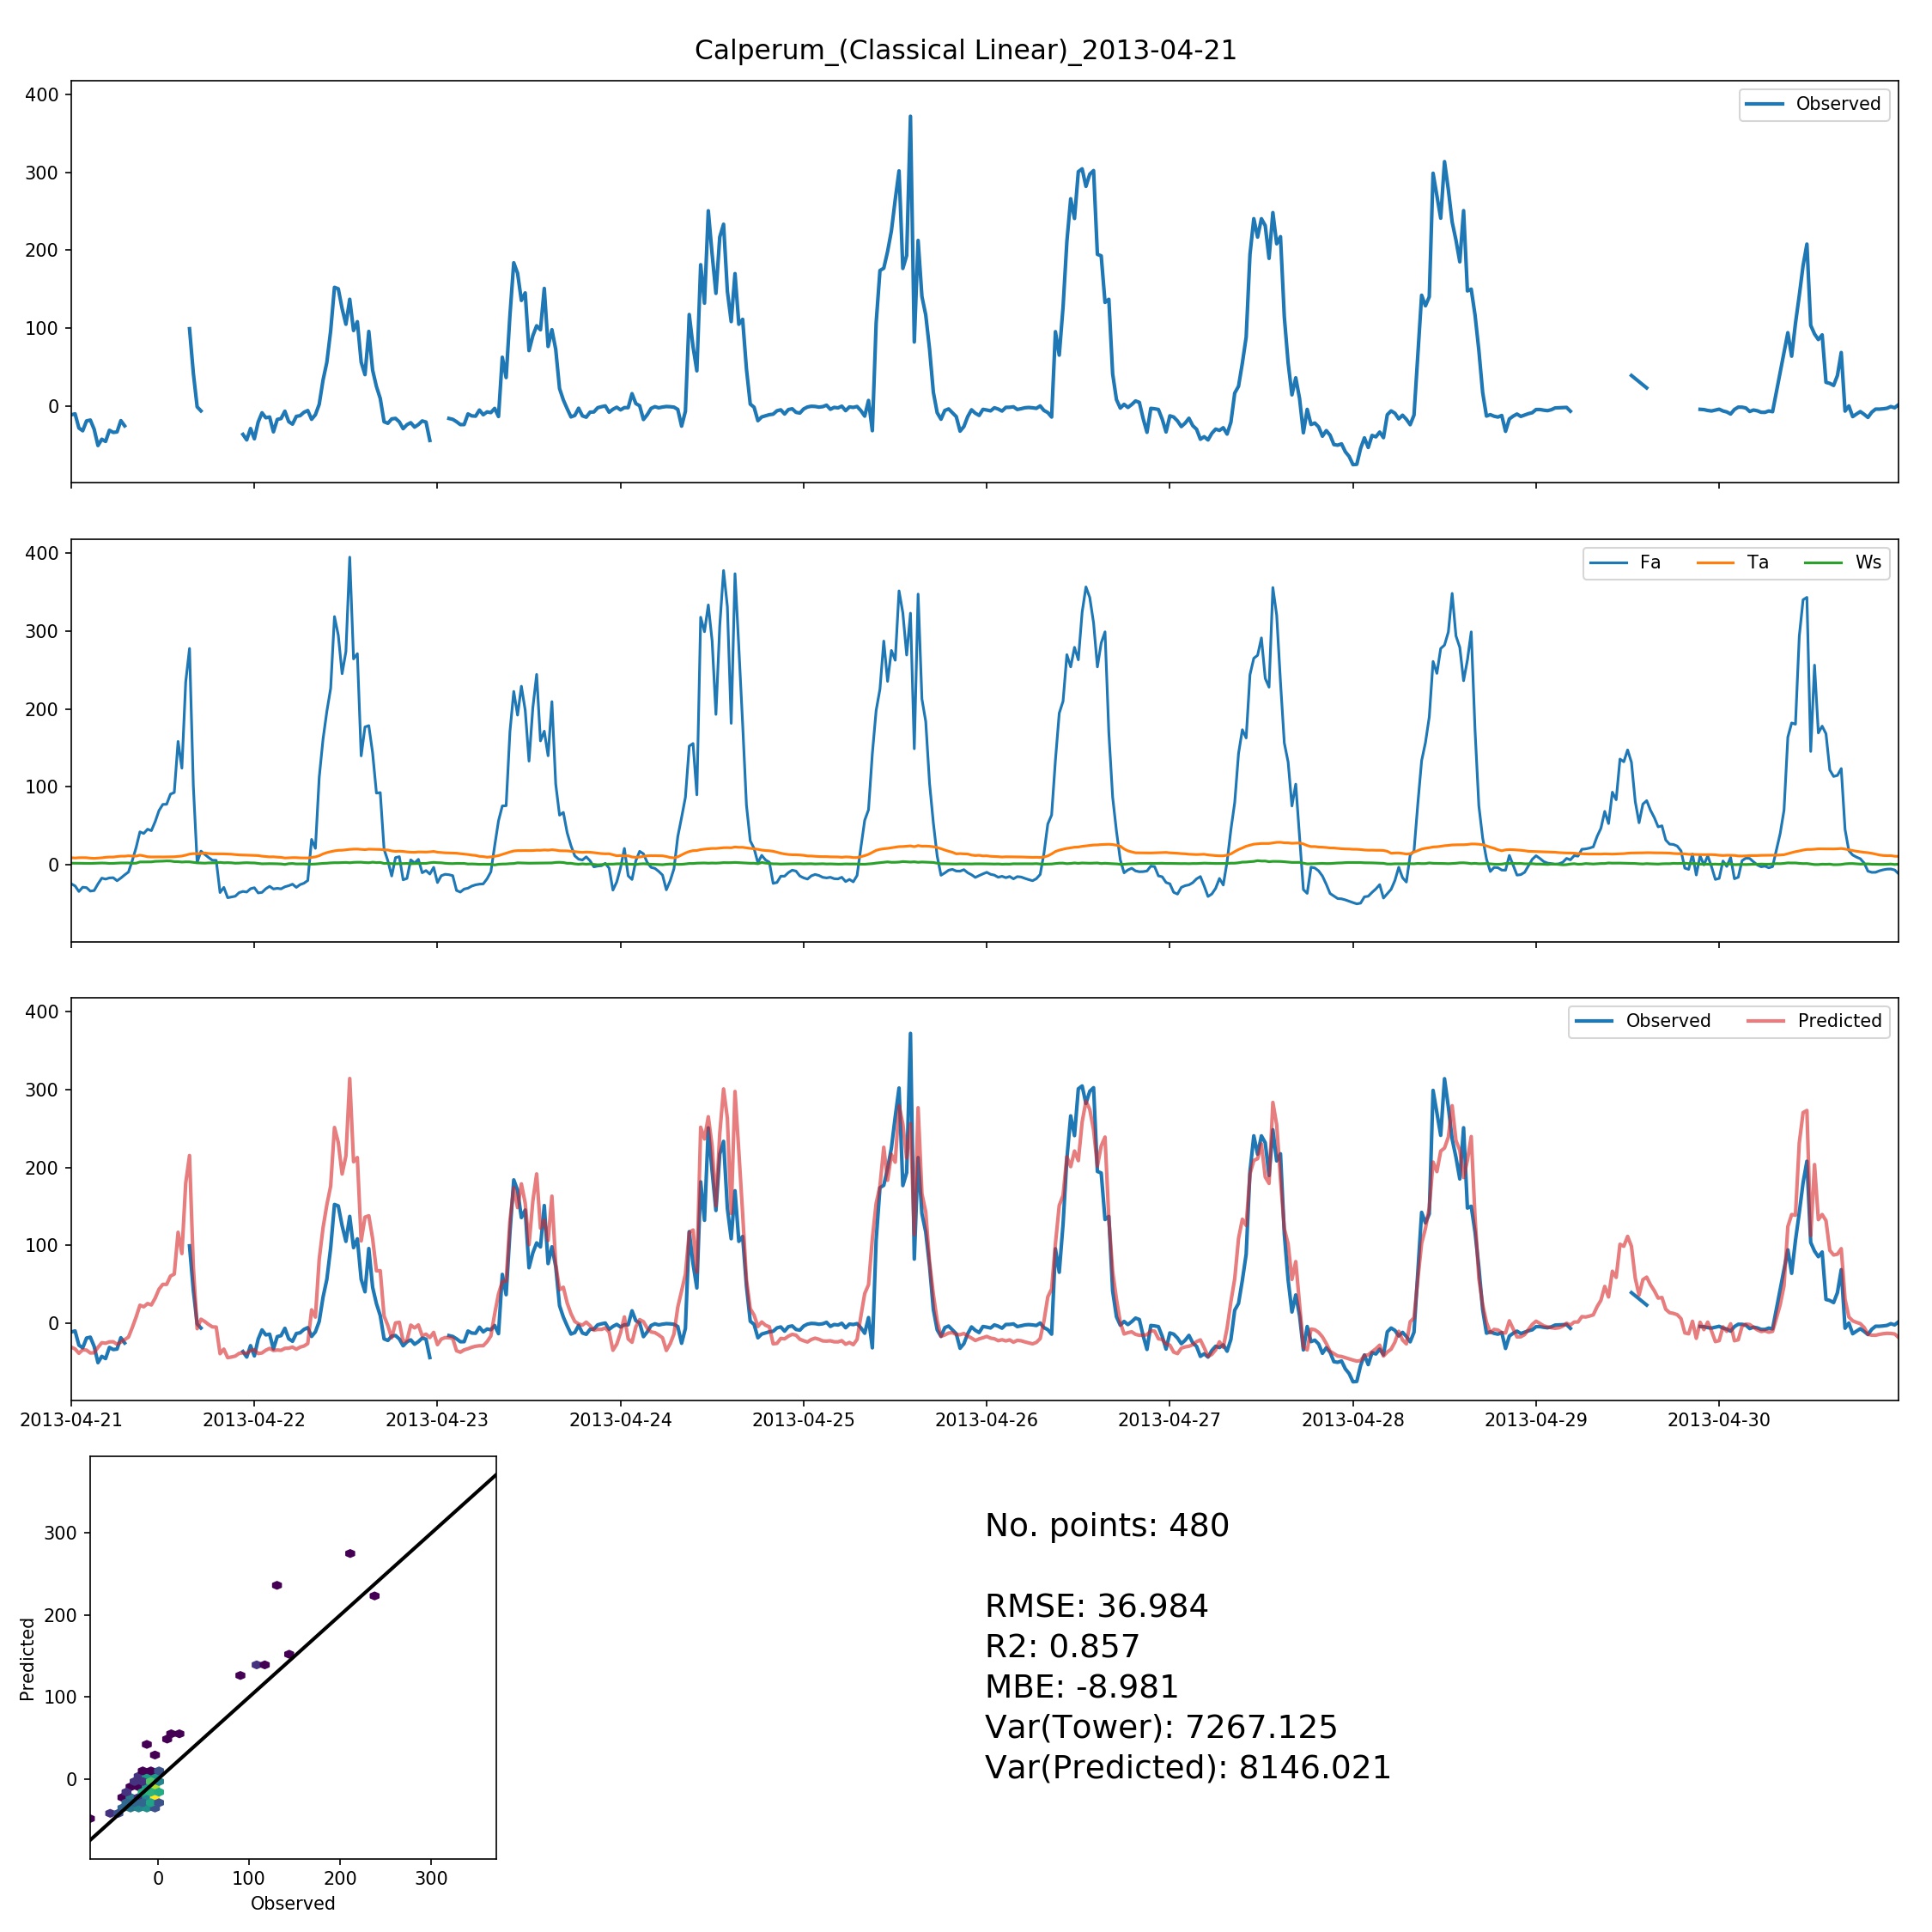 Calperum_(Classical Linear)_2013-04-21
400
300
200
100
0
Observed
400
300
200
100
0
Fa Ta Ws
400
300
200
100
0
Observed Predicted
2013-04-21 2013-04-22 2013-04-23 2013-04-24 2013-04-25 2013-04-26 2013-04-27 2013-04-28 2013-04-29 2013-04-30
Predicted
300
200
100
0
0 100 200 300
Observed
No. points: 480
RMSE: 36.984
R2: 0.857
MBE: -8.981
Var(Tower): 7267.125
Var(Predicted): 8146.021